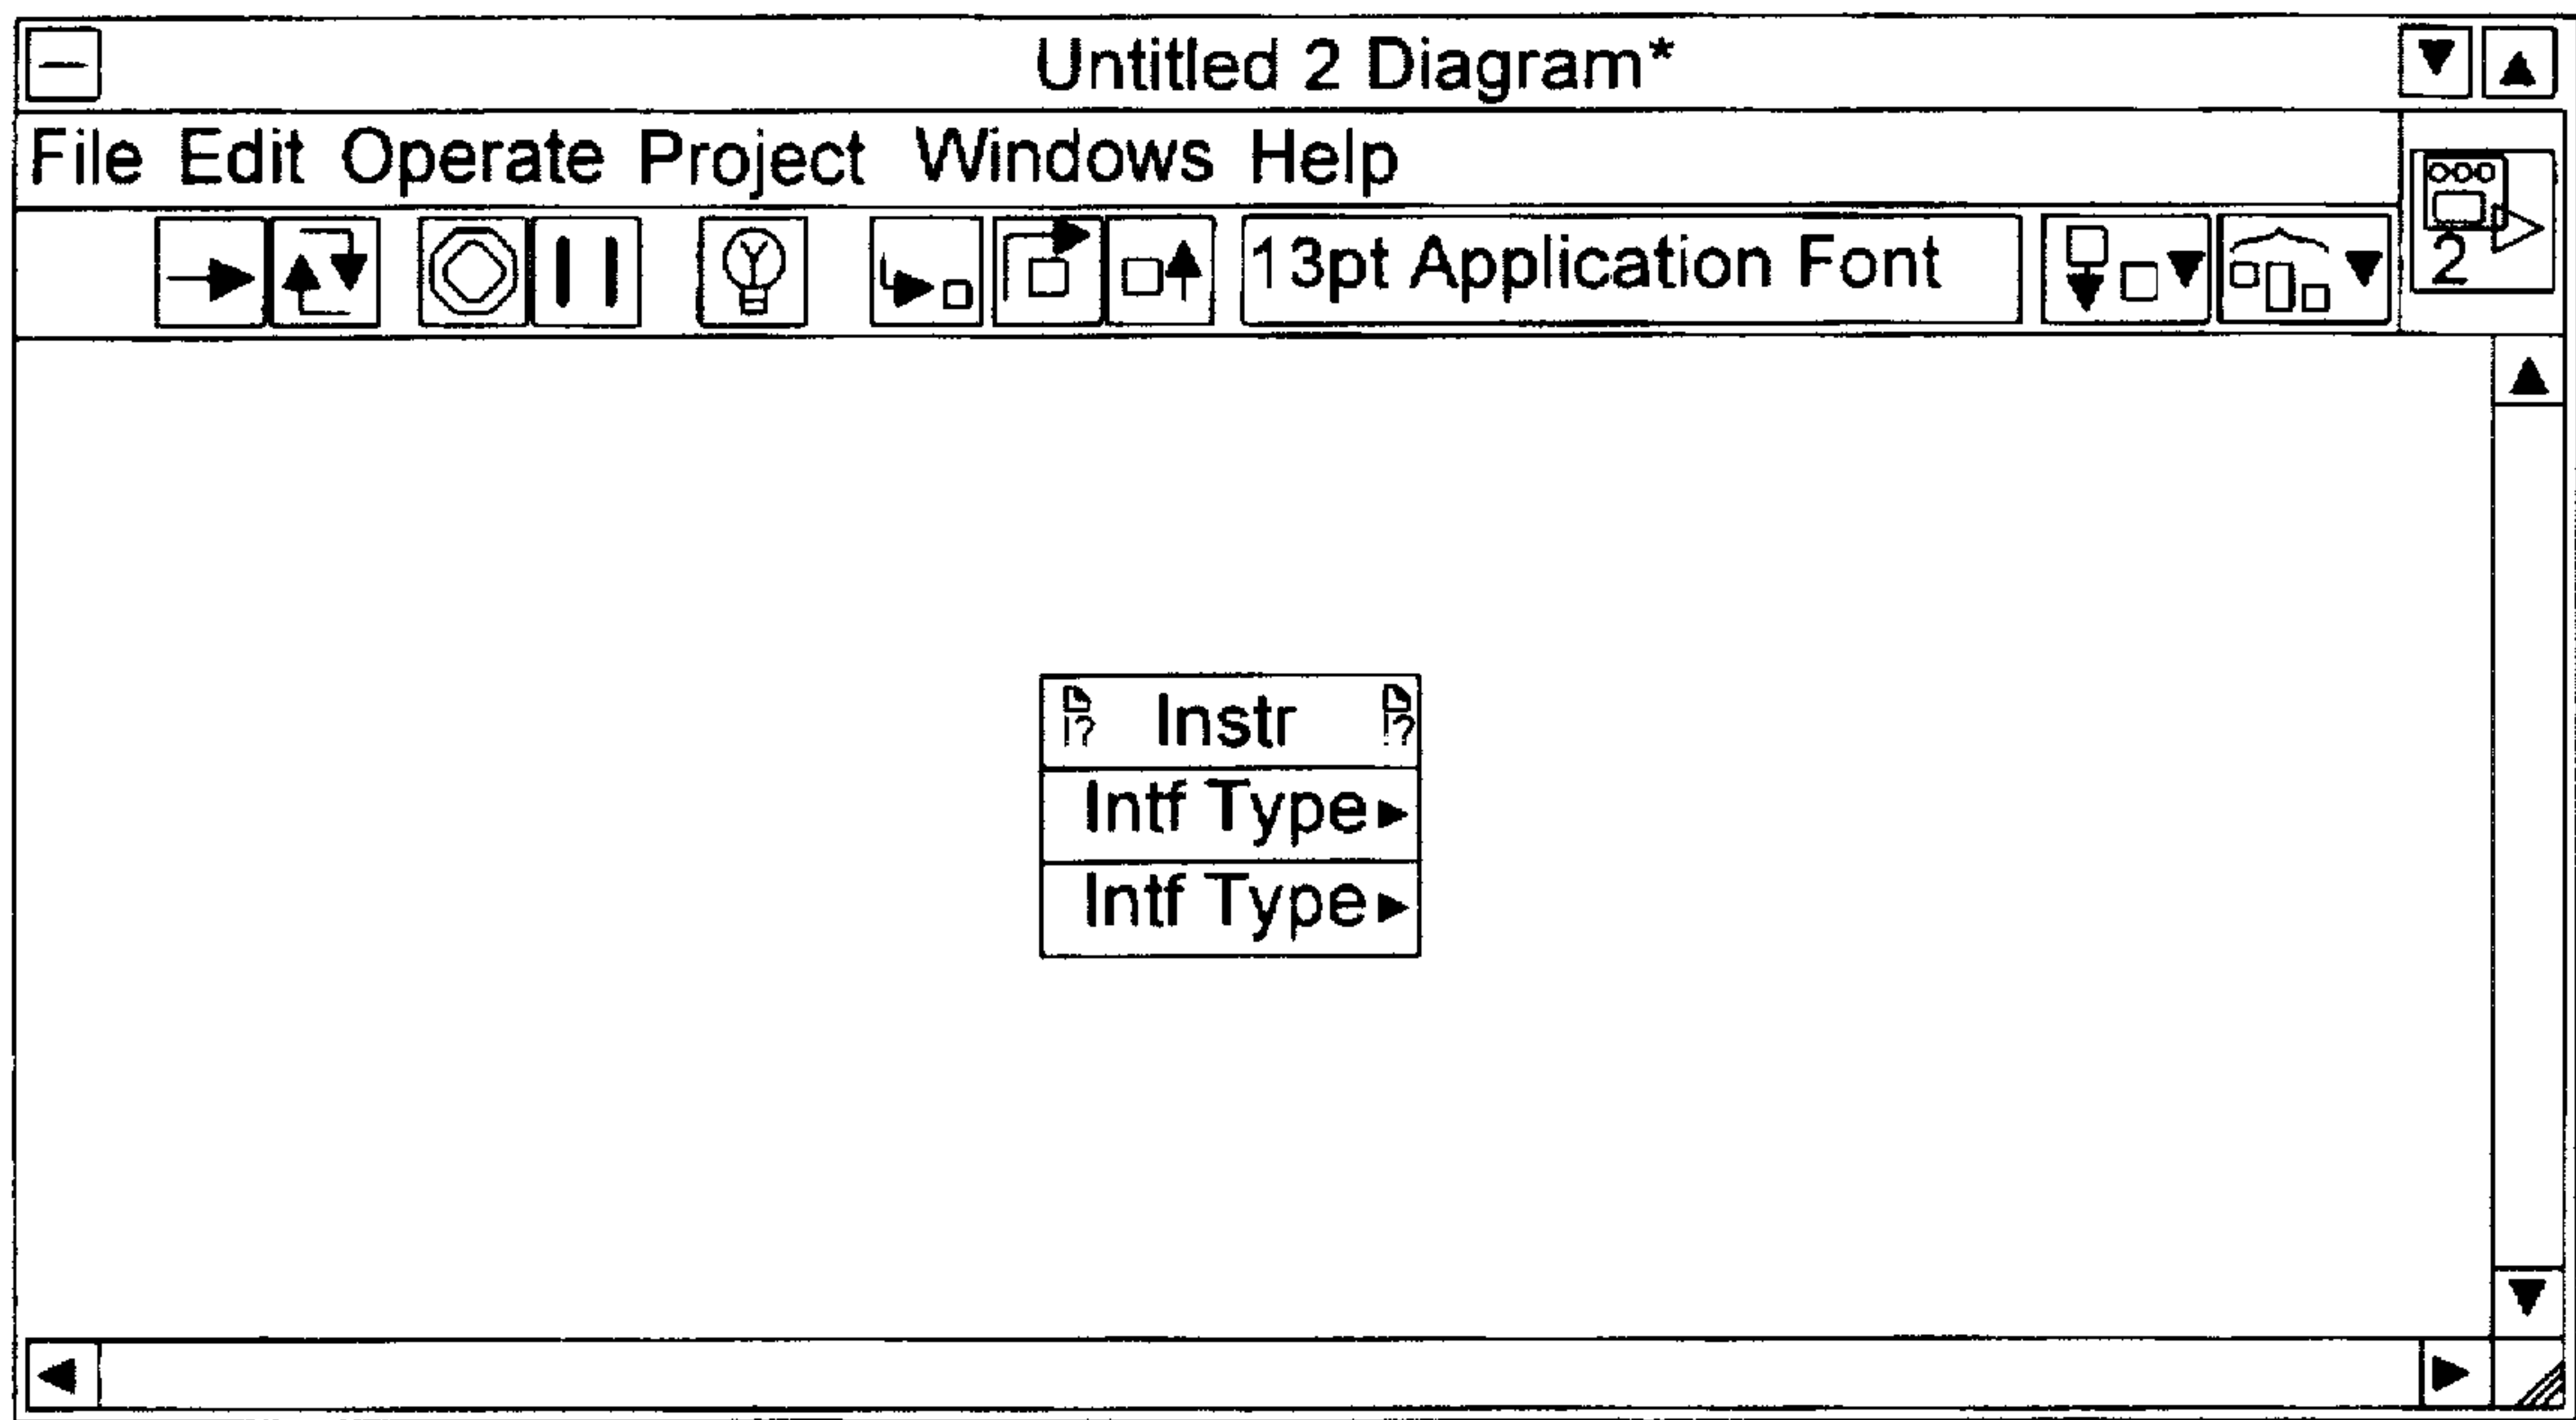 Untitled 2 Diagram*
File Edit Operate Project Windows Help
2
13pt Application Font
!? Instr !?
Intf Type
Intf Type